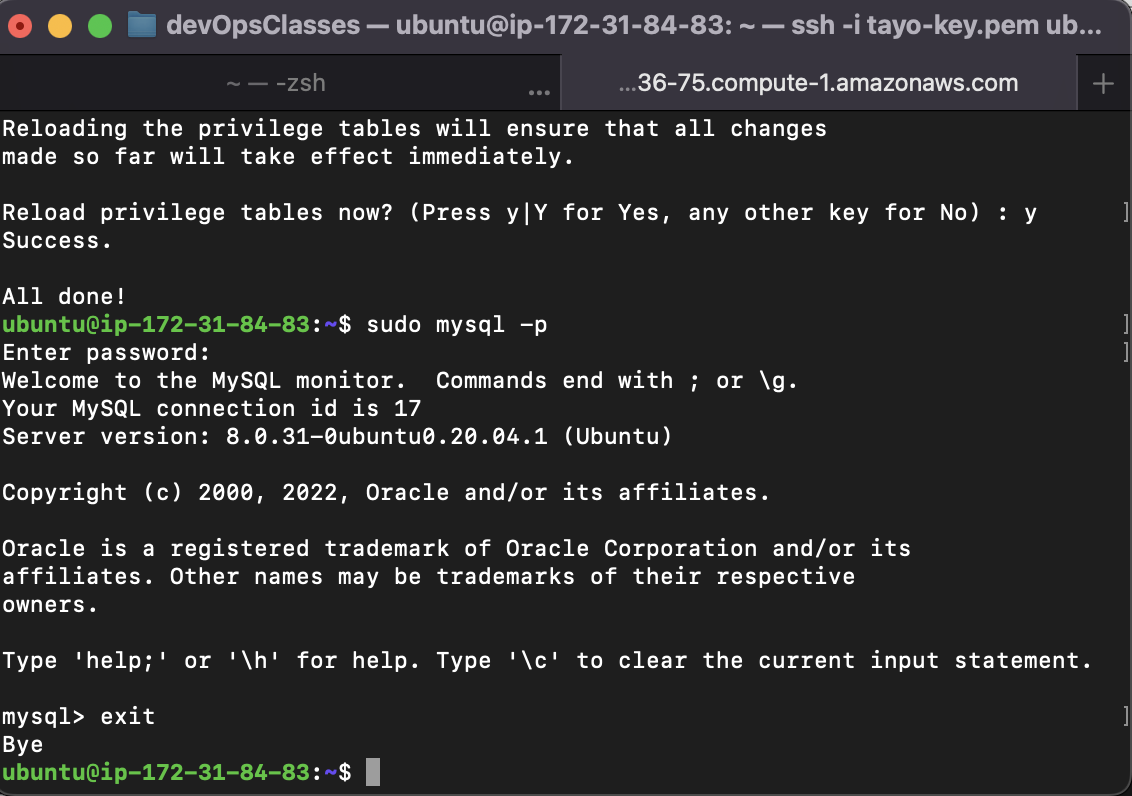 devOpsClasses — ubuntu@ip-172-31-84-83: ~ — ssh -i tayo-key.pem ub...
~ — -zsh ...
...36-75.compute-1.amazonaws.com +
Reloading the privilege tables will ensure that all changes
made so far will take effect immediately.
Reload privilege tables now? (Press y|Y for Yes, any other key for No) : y
Success.
All done!
ubuntu@ip-172-31-84-83:~$ sudo mysql -p
Enter password:
Welcome to the MySQL monitor.  Commands end with ; or \g.
Your MySQL connection id is 17
Server version: 8.0.31-0ubuntu0.20.04.1 (Ubuntu)
Copyright (c) 2000, 2022, Oracle and/or its affiliates.
Oracle is a registered trademark of Oracle Corporation and/or its
affiliates. Other names may be trademarks of their respective
owners.
Type 'help;' or '\h' for help. Type '\c' to clear the current input statement.
mysql> exit
Bye
ubuntu@ip-172-31-84-83:~$